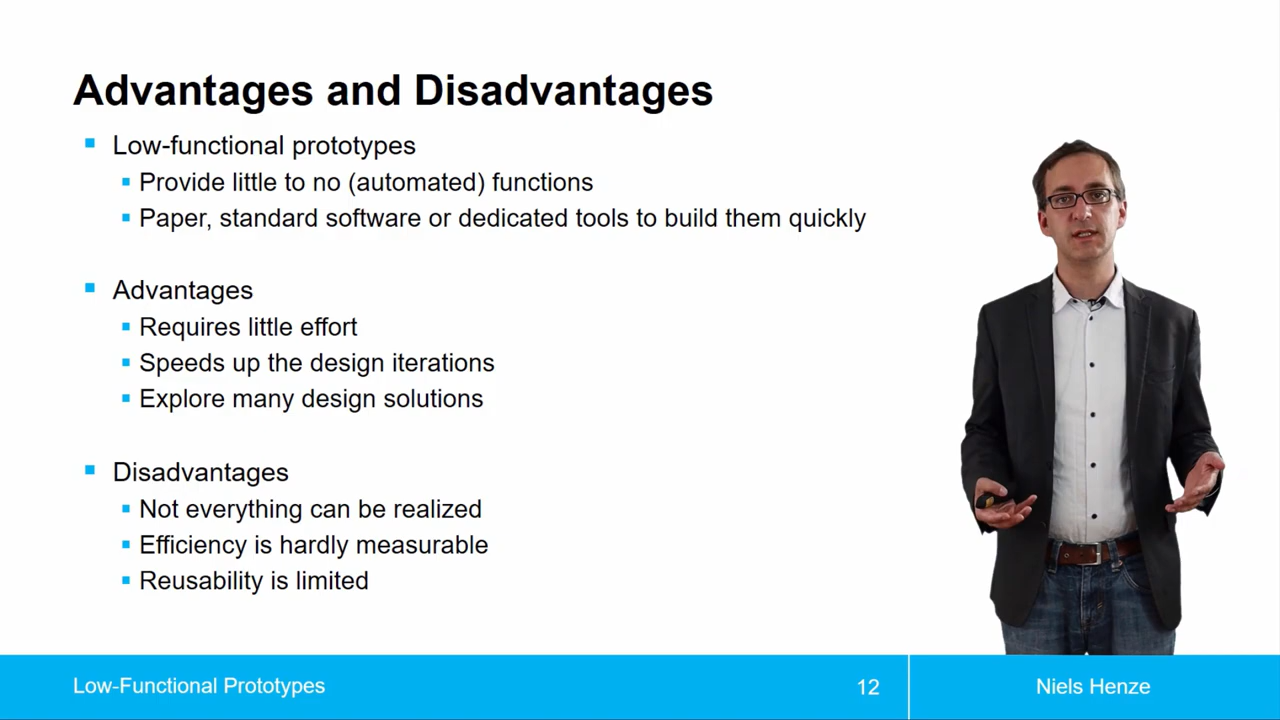 Advantages and Disadvantages
Low-functional prototypes
Provide little to no (automated) functions
Paper, standard software or dedicated tools to build them quickly
Advantages
Requires little effort
Speeds up the design iterations
Explore many design solutions
Disadvantages
Not everything can be realized
Efficiency is hardly measurable
Reusability is limited
Low-Functional Prototypes
12
Niels Henze